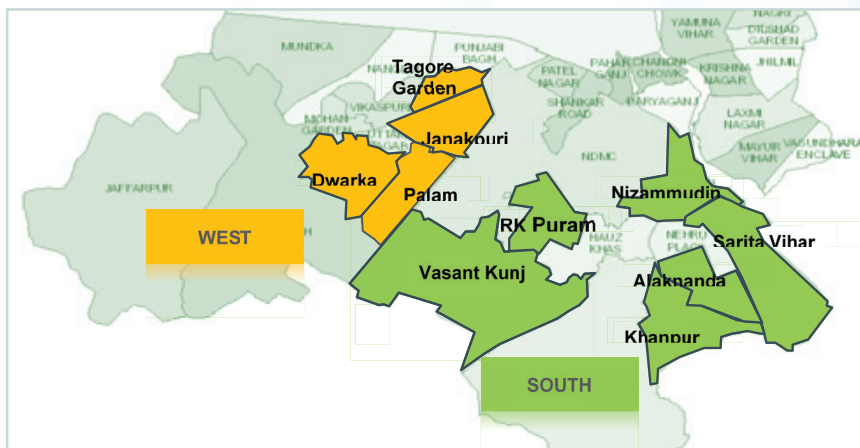 NAGRI
YAMUNA
VIHAR
DILSHAD
GARDEN
MUNDKA
PUNJABI
BAGH
Tagore
Garden
PAHAR
GANJ
CHANDNI
CHOWK
KRISHNA
NAGAR
JHILMIL
PATEL
NAGAR
VIKASPURI
SHANKAR
ROAD
DARYAGANJ
MOHAN
GARDEN
Janakpuri
LAXMI
NAGAR
MAYUR
VIHAR
VASUNDHARA
ENCLAVE
NDMC
JAFFARPUR
Dwarka
Palam
Nizammudin
WEST
RK Puram
HAUZ
KHAS
NEHRU
PLACE
Sarita Vihar
Vasant Kunj
Alaknanda
Khanpur
SOUTH